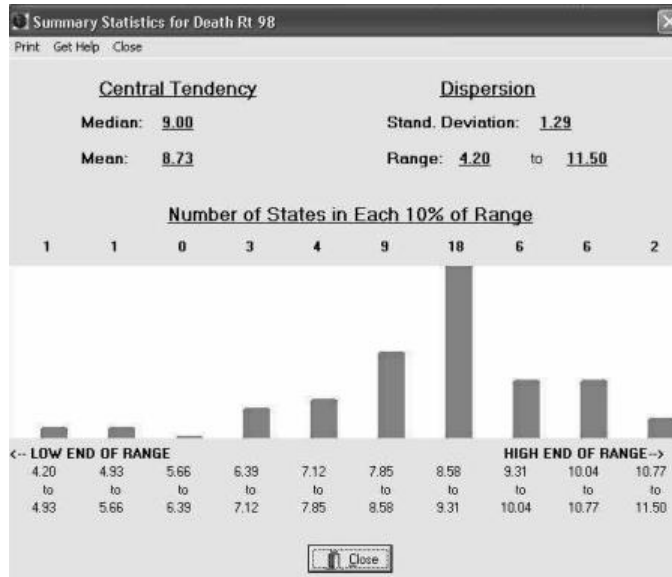 Summary Statistics for Death Rt 98
Print Get Help Close
Central Tendency Dispersion
Median: 9.00 Stand. Deviation: 1.29
Mean: 8.73 Range: 4.20 to 11.50
Number of States in Each 10% of Range
1 1 0 3 4 9 18 6 6 2
<-- LOW END OF RANGE HIGH END OF RANGE-->
4.20 4.93 5.66 6.39 7.12 7.85 8.58 9.31 10.04 10.77
to to to to to to to to to to
4.93 5.66 6.39 7.12 7.85 8.58 9.31 10.04 10.77 11.50
Close